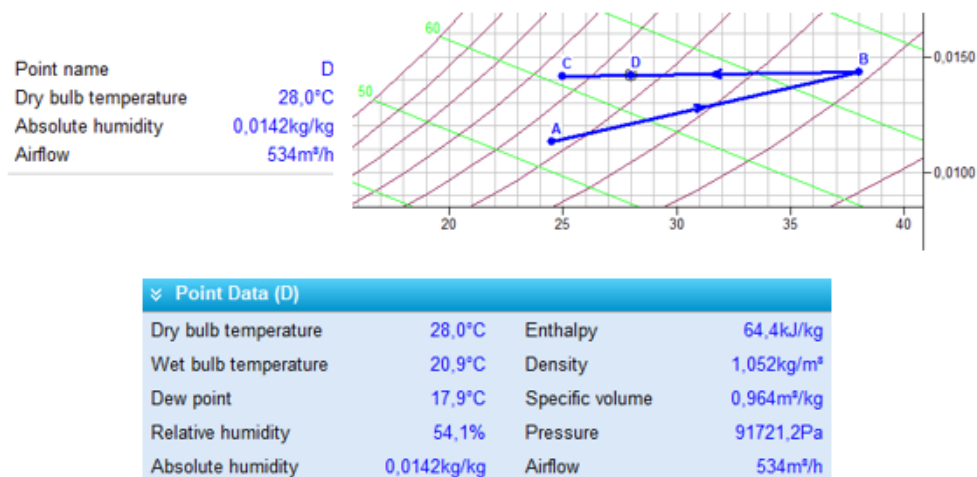 Point name D
Dry bulb temperature 28,0°C
Absolute humidity 0,0142kg/kg
Airflow 534m³/h
60
50
C D B
A
0,0150
0,0100
20 25 30 35 40
Point Data (D)
Dry bulb temperature 28,0°C Enthalpy 64,4kJ/kg
Wet bulb temperature 20,9°C Density 1,052kg/m³
Dew point 17,9°C Specific volume 0,964m³/kg
Relative humidity 54,1% Pressure 91721,2Pa
Absolute humidity 0,0142kg/kg Airflow 534m³/h